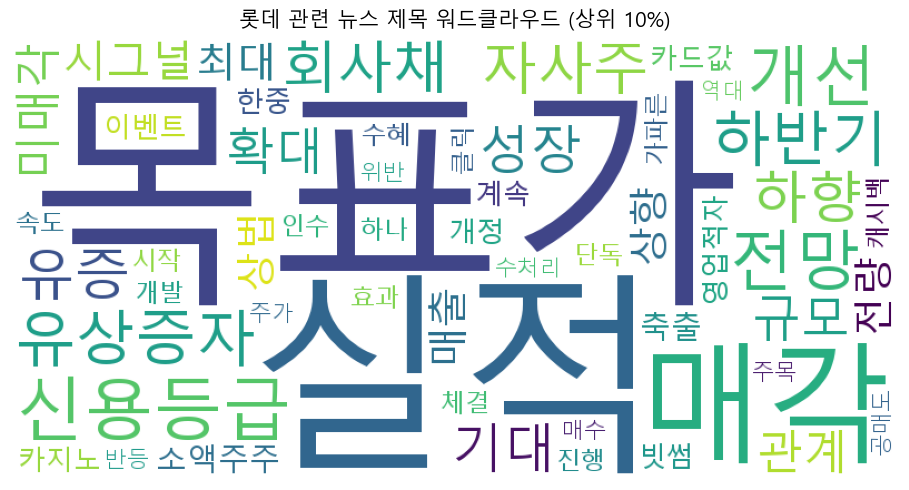 롯데 관련 뉴스 제목 워드클라우드 (상위 10%)
미매각
시그널
최대
회사채
자사주
카드값
개선
역대
한중
이벤트
목표가
확대
수혜
위반
클릭
성장
가파른
하반기
하향
캐시백
속도
유증
시작
개발
상법
인수
하나
계속
개정
상향
영업적자
전망
전량
수처리
단독
주가
효과
매출
유상증자
실적
축출
규모
매각
주목
신용등급
체결
기대
매수
진행
빗썸
관계
공매도
카지노
반등
소액주주